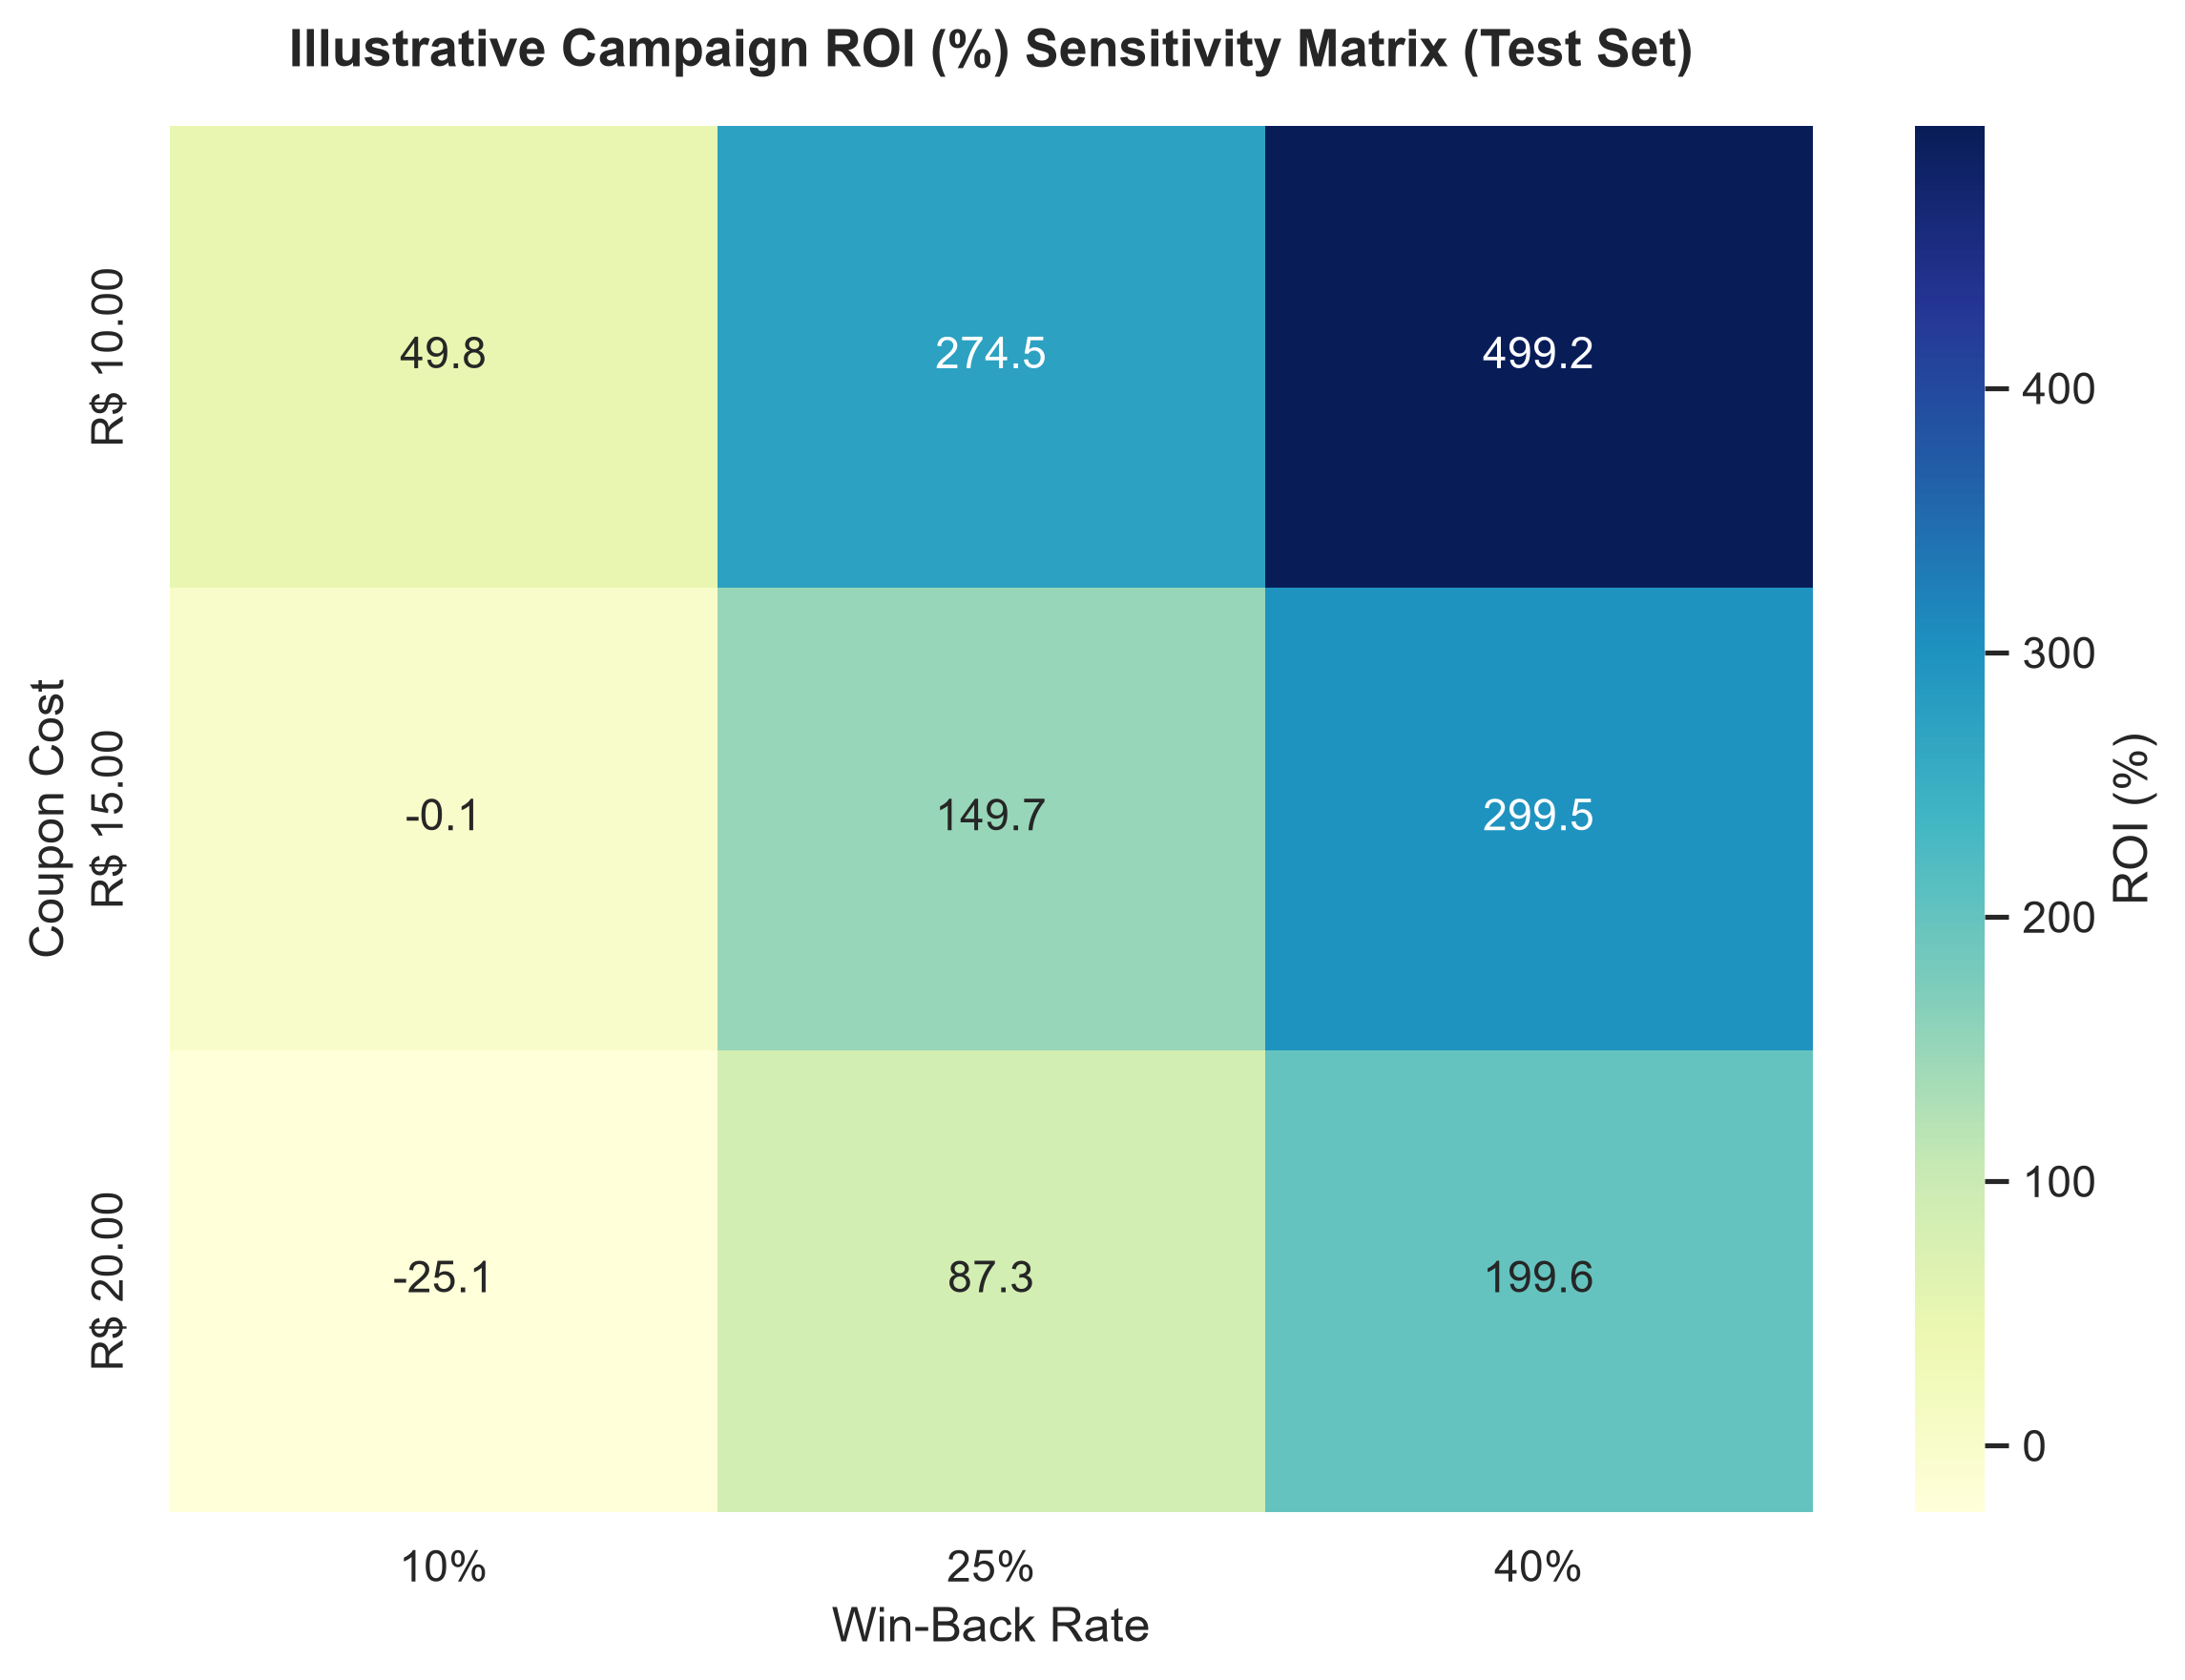 Illustrative Campaign ROI (%) Sensitivity Matrix (Test Set)
Coupon Cost
R$ 10.00
49.8
274.5
499.2
R$ 15.00
-0.1
149.7
299.5
R$ 20.00
-25.1
87.3
199.6
10%
25%
40%
Win-Back Rate
400
300
200
100
0
ROI (%)